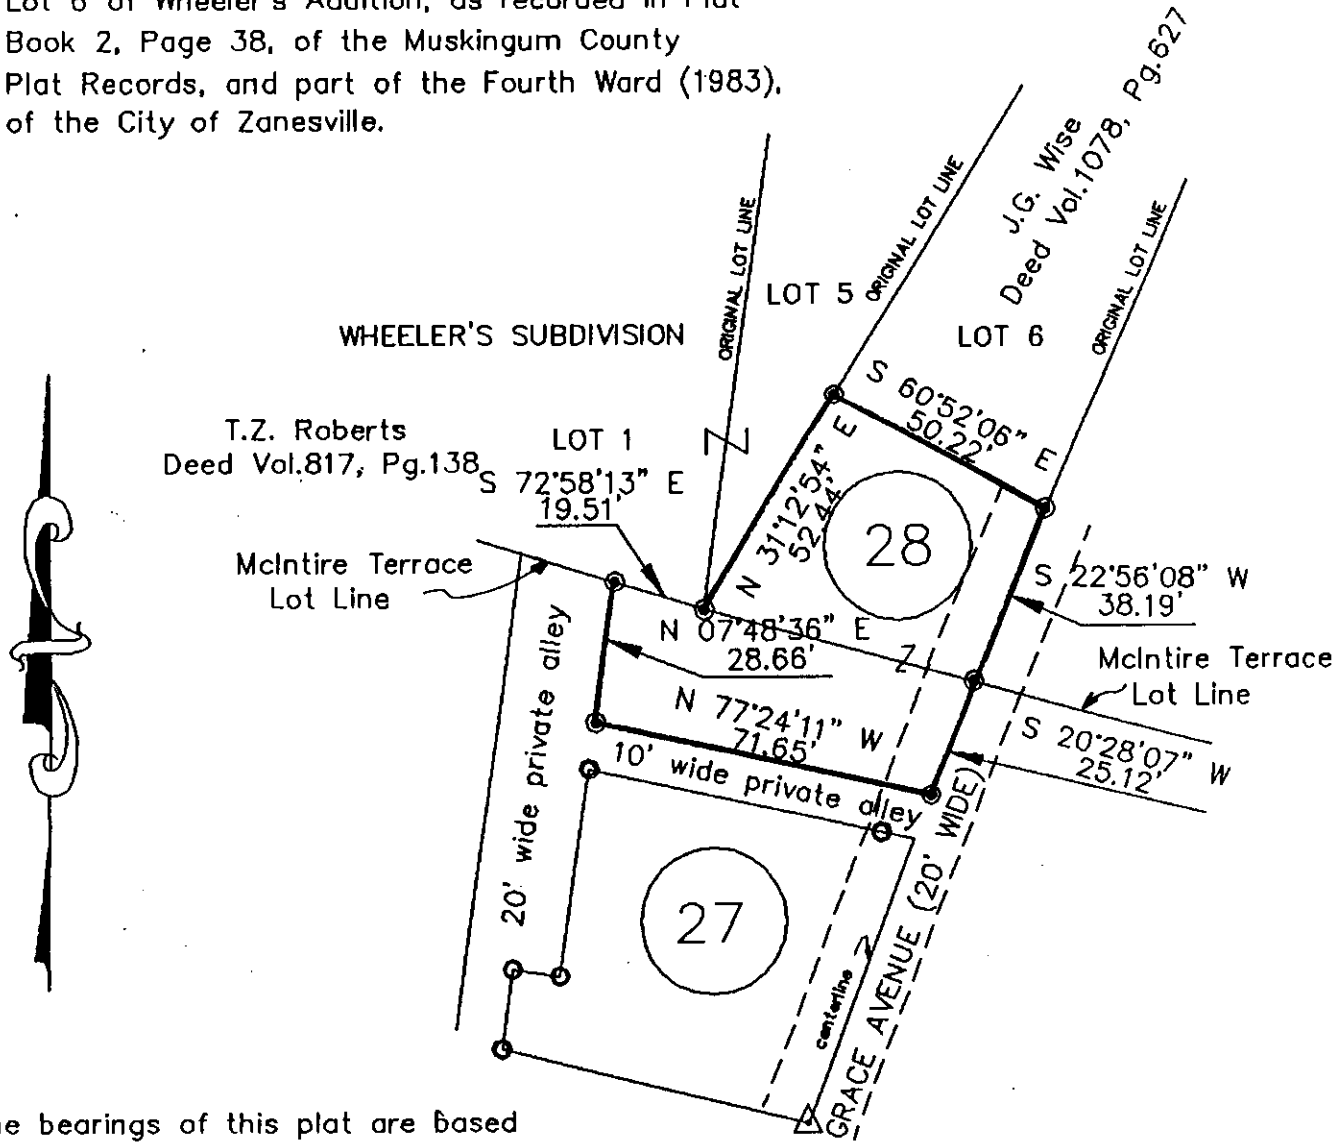 Lot 6 of Wheeler's Addition, as recorded in Plat
Book 2, Page 38, of the Muskingum County
Plat Records, and part of the Fourth Ward (1983),
of the City of Zanesville.
J.G. Wise
Deed Vol.1078, Pg.627
ORIGINAL LOT LINE
ORIGINAL LOT LINE
ORIGINAL LOT LINE
LOT 5
LOT 6
WHEELER'S SUBDIVISION
T.Z. Roberts
Deed Vol.817, Pg.138
LOT 1
S 72°58'13" E
19.51'
S 60°52'06" E
50.22'
N 31°12'54" E
52.44'
28
McIntire Terrace
Lot Line
S 22°56'08" W
38.19'
N 07°48'36" E
28.66'
McIntire Terrace
Lot Line
N 77°24'11" W
71.65'
S 20°28'07" W
25.12'
10' wide private alley
20' wide private alley
27
centerline
GRACE AVENUE (20' WIDE)
he bearings of this plat are based